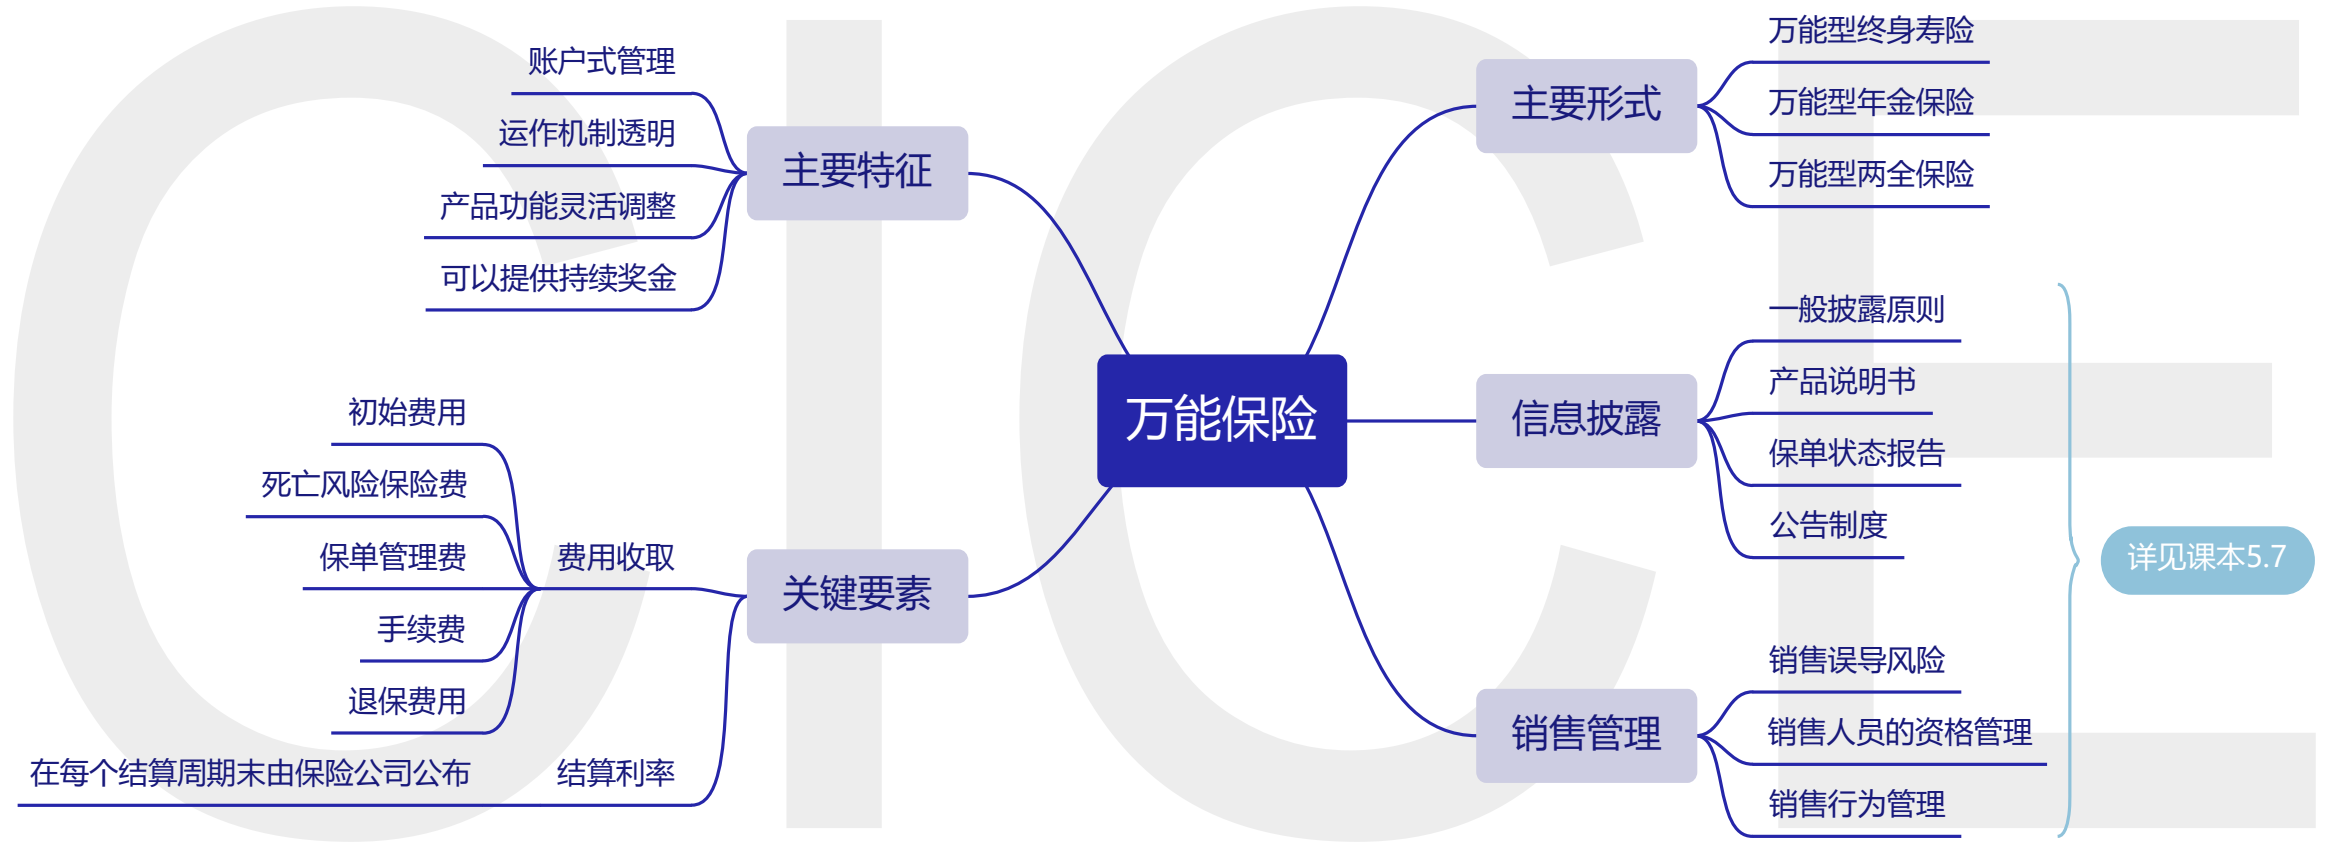 万能保险
主要特征
账户式管理
运作机制透明
产品功能灵活调整
可以提供持续奖金
关键要素
费用收取
初始费用
死亡风险保险费
保单管理费
手续费
退保费用
结算利率
在每个结算周期末由保险公司公布
主要形式
万能型终身寿险
万能型年金保险
万能型两全保险
信息披露
一般披露原则
产品说明书
保单状态报告
公告制度
销售管理
销售误导风险
销售人员的资格管理
销售行为管理
详见课本5.7
CICE